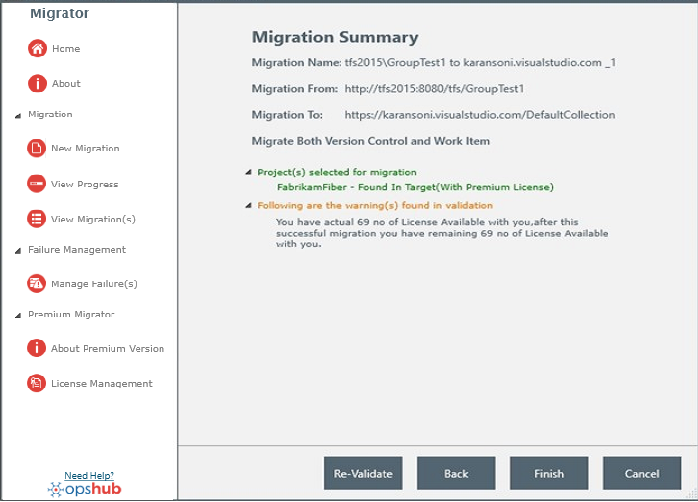 Migrator
Home
About
Migration
New Migration
View Progress
View Migration(s)
Failure Management
Manage Failure(s)
Premium Migrator
About Premium Version
License Management
Need Help?
opshub
Migration Summary
Migration Name: tfs2015\GroupTest1 to karansoni.visualstudio.com _1
Migration From: http://tfs2015:8080/tfs/GroupTest1
Migration To: https://karansoni.visualstudio.com/DefaultCollection
Migrate Both Version Control and Work Item
Project(s) selected for migration
FabrikamFiber - Found In Target(With Premium License)
Following are the warning(s) found in validation
You have actual 69 no of License Available with you,after this
successful migration you have remaining 69 no of License Available
with you.
Re-Validate
Back
Finish
Cancel